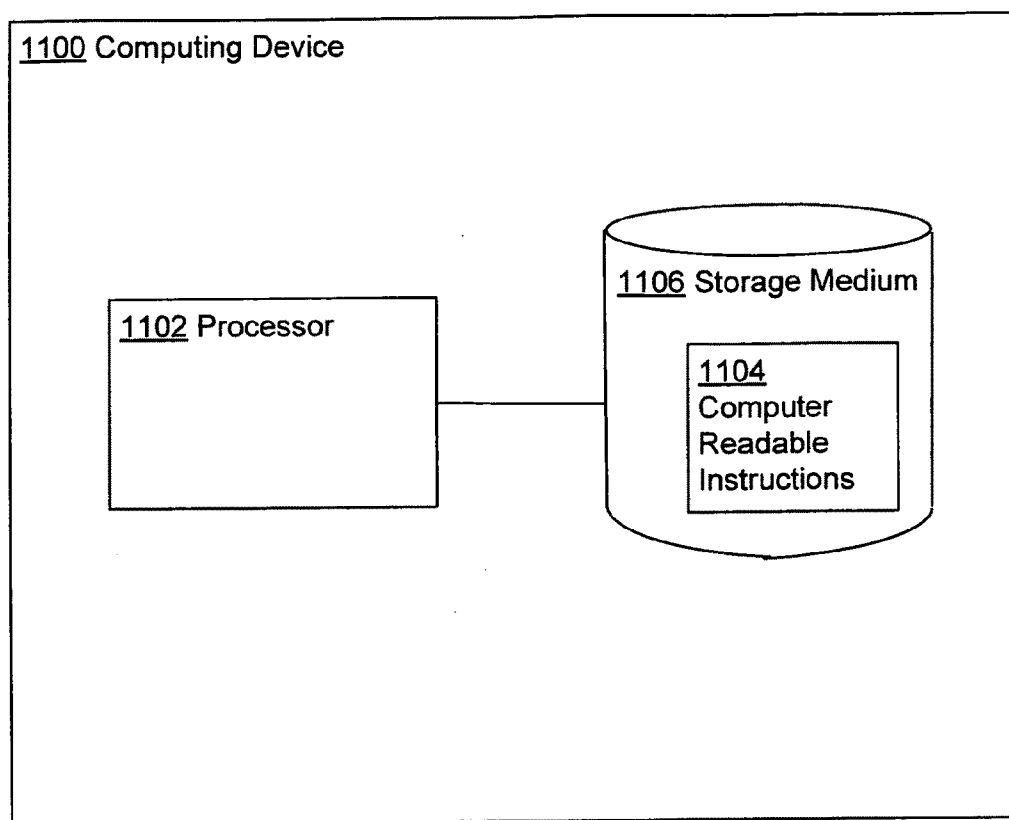 1100 Computing Device
1106 Storage Medium
1102 Processor
1104
Computer
Readable
Instructions